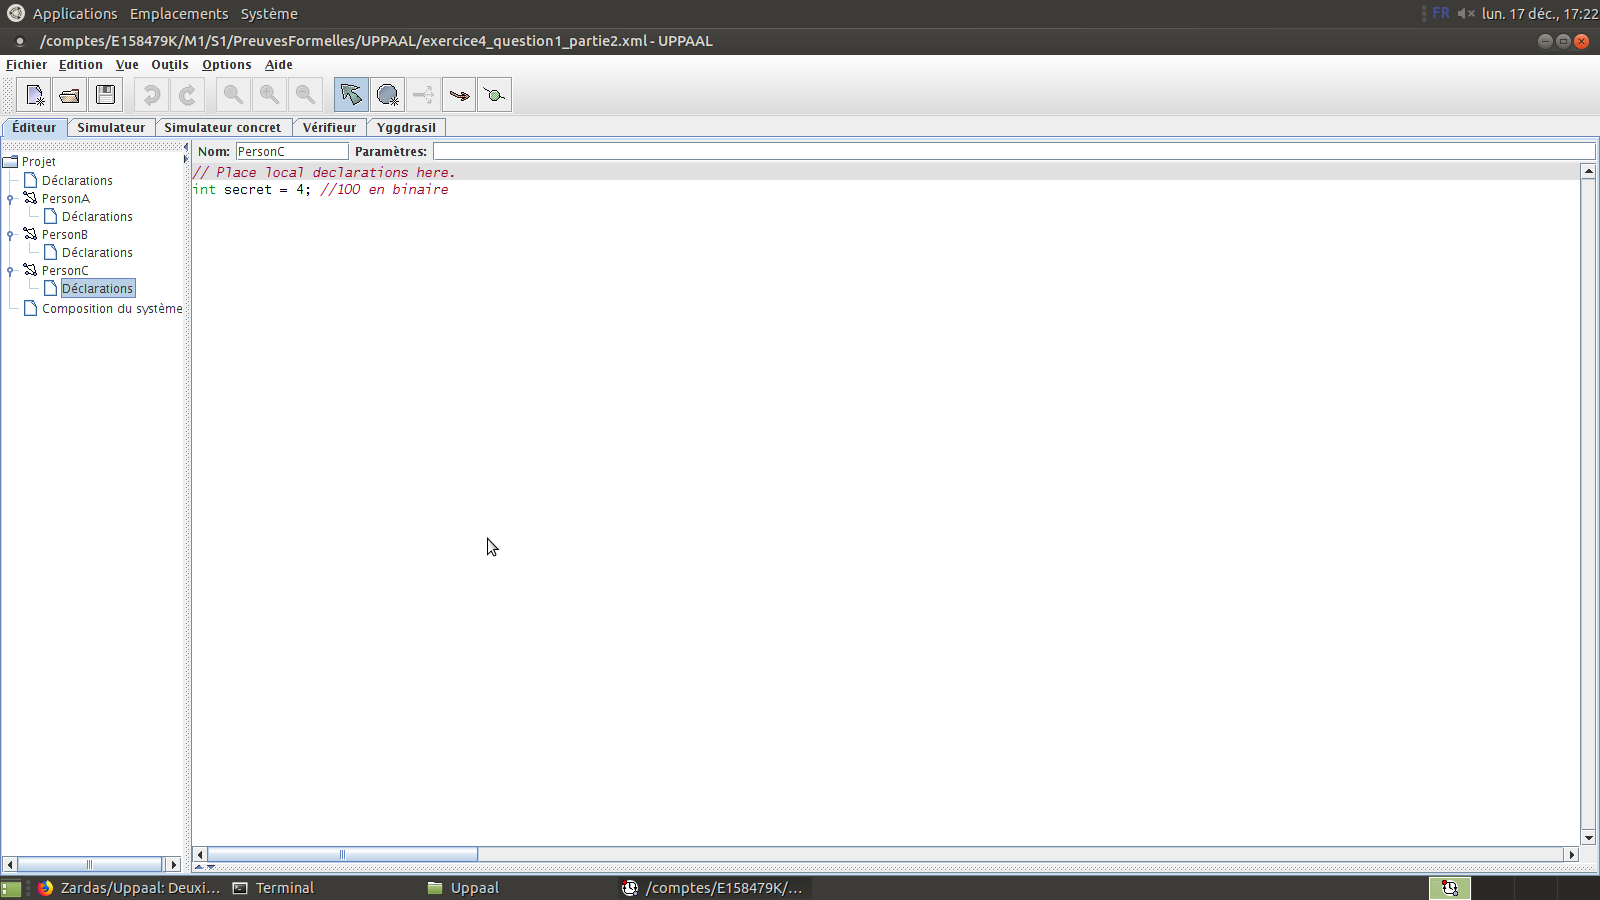 Applications Emplacements Système FR lun. 17 déc., 17:22
/comptes/E158479K/M1/S1/PreuvesFormelles/UPPAAL/exercice4_question1_partie2.xml - UPPAAL
Fichier Edition Vue Outils Options Aide
Éditeur Simulateur Simulateur concret Vérifieur Yggdrasil
Nom: PersonC Paramètres:
Projet
Déclarations
PersonA
Déclarations
PersonB
Déclarations
PersonC
Déclarations
Composition du système
// Place local declarations here.
int secret = 4; //100 en binaire
Zardas/Uppaal: Deuxi... Terminal Uppaal /comptes/E158479K/...